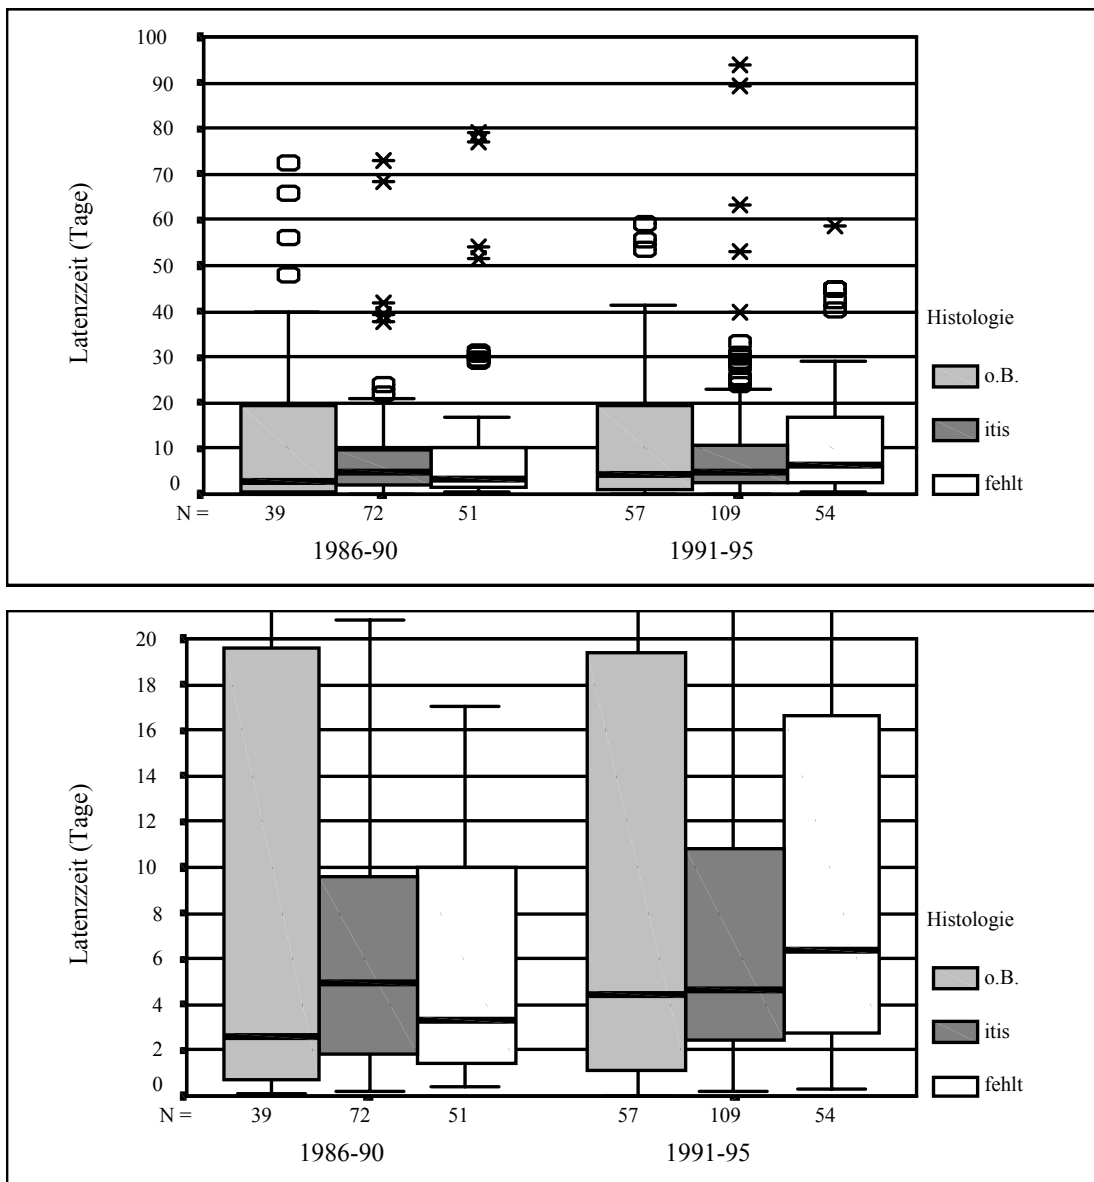 100
90
80
70
60
50
40
30
20
10
0
Latenzzeit (Tage)
Histologie
o.B.
itis
fehlt
N = 39 72 51 57 109 54
1986-90 1991-95
20
18
16
14
12
10
8
6
4
2
0
Latenzzeit (Tage)
Histologie
o.B.
itis
fehlt
N = 39 72 51 57 109 54
1986-90 1991-95